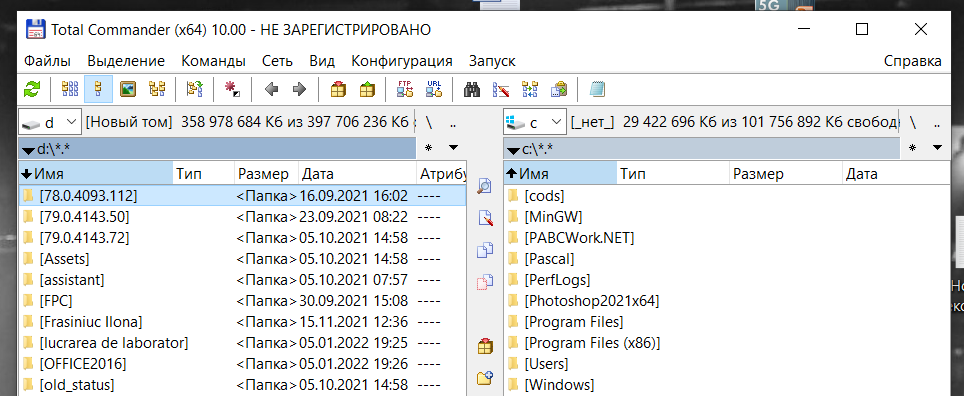 5G
Total Commander (x64) 10.00 - НЕ ЗАРЕГИСТРИРОВАНО
Файлы Выделение Команды Сеть Вид Конфигурация Запуск Справка
FTP URL
d [Новый том] 358 978 684 Кб из 397 706 236 Кб \ ..
c [_нет_] 29 422 696 Кб из 101 756 892 Кб свободн \ ..
d:\*.* * c:\*.* *
Имя Тип Размер Дата Атрибу
[78.0.4093.112] <Папка> 16.09.2021 16:02 ----
[79.0.4143.50] <Папка> 23.09.2021 08:22 ----
[79.0.4143.72] <Папка> 05.10.2021 14:58 ----
[Assets] <Папка> 05.10.2021 14:58 ----
[assistant] <Папка> 05.10.2021 07:57 ----
[FPC] <Папка> 30.09.2021 15:08 ----
[Frasiniuc Ilona] <Папка> 15.11.2021 12:36 ----
[lucrarea de laborator] <Папка> 05.01.2022 19:25 ----
[OFFICE2016] <Папка> 05.01.2022 19:26 ----
[old_status] <Папка> 05.10.2021 14:58 ----
Имя Тип Размер Дата
[cods]
[MinGW]
[PABCWork.NET]
[Pascal]
[PerfLogs]
[Photoshop2021x64]
[Program Files]
[Program Files (x86)]
[Users]
[Windows]